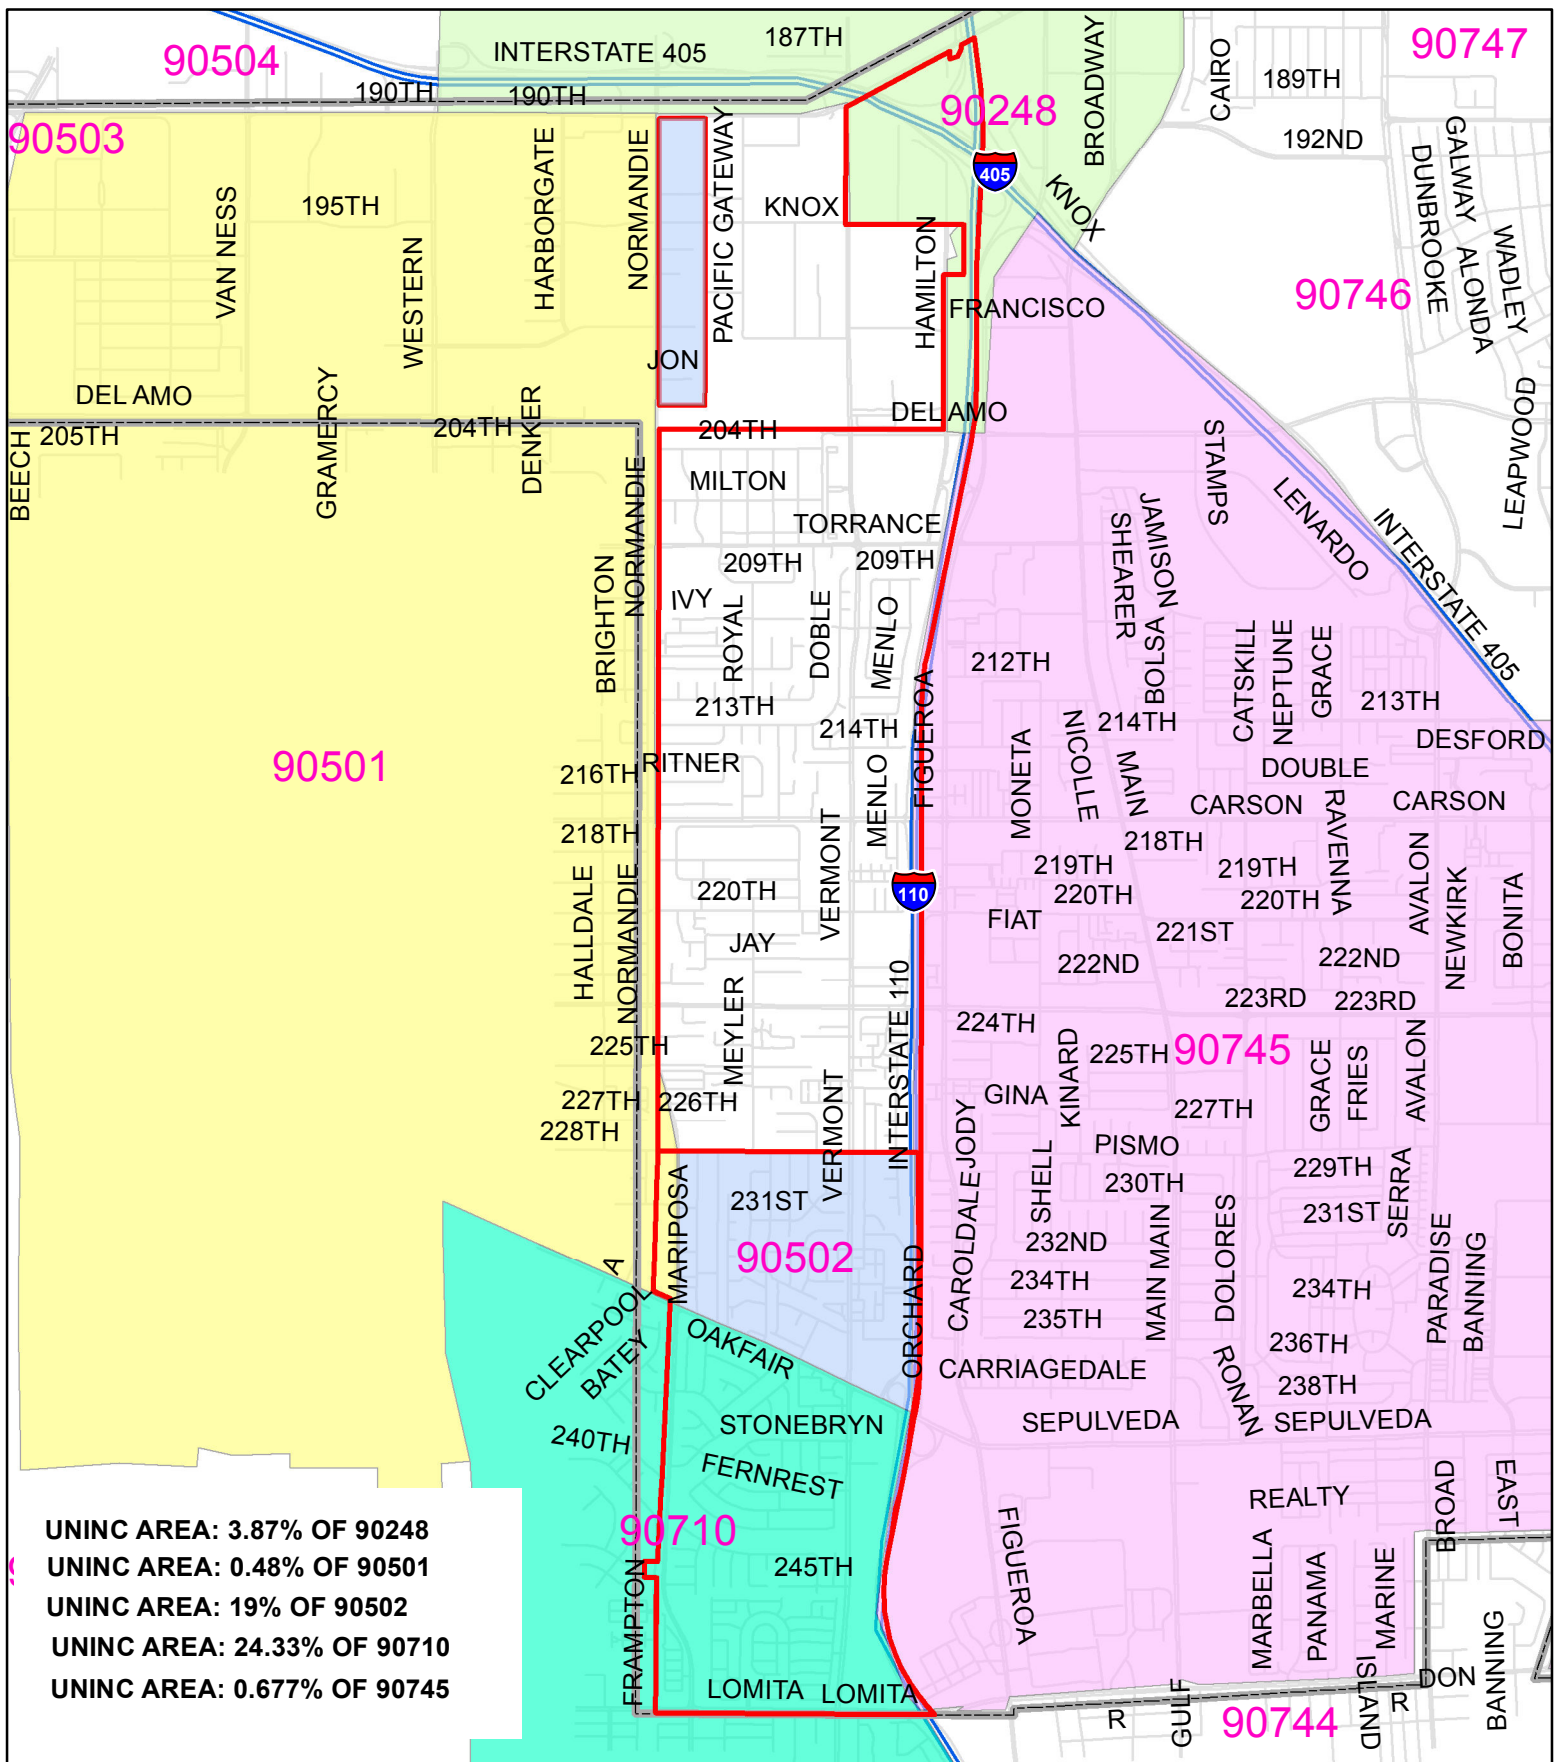 90504
INTERSTATE 405
187TH
BROADWAY
CAIRO
90747
189TH
190TH
190TH
90248
90503
192ND
GALWAY
DUNBROOKE
405
VAN NESS
195TH
WESTERN
HARBORGATE
NORMANDIE
PACIFIC GATEWAY
KNOX
KNOX
HAMILTON
WADLEY
ALONDA
90746
FRANCISCO
JON
DEL AMO
DEL AMO
205TH
BEECH
GRAMERCY
204TH
DENKER
204TH
STAMPS
LEAPWOOD
MILTON
NORMANDIE
TORRANCE
JAMISON
SHEARER
LENARDO
INTERSTATE 405
209TH
209TH
BRIGHTON
IVY
ROYAL
DOBLE
MENLO
212TH
BOLSA
CATSKILL
NEPTUNE
GRACE
213TH
213TH
214TH
FIGUEROA
NICOLLE
214TH
DESFORD
90501
216TH
RITNER
MENLO
MONETA
MAIN
DOUBLE
CARSON
CARSON
RAVENNA
218TH
VERMONT
218TH
219TH
219TH
AVALON
HALLDALE
NORMANDIE
220TH
110
220TH
220TH
NEWKIRK
BONITA
FIAT
221ST
JAY
222ND
222ND
MEYLER
INTERSTATE 110
223RD
223RD
224TH
225TH
KINARD
225TH
90745
GRACE
FRIES
AVALON
227TH
226TH
VERMONT
GINA
227TH
228TH
JODY
PISMO
MARIPOSA
231ST
SHELL
230TH
229TH
SERRA
CAROLDALE
231ST
90502
232ND
MAIN
MAIN
DOLORES
PARADISE
BANNING
A
CLEARPOOL
BATEY
OAKFAIR
ORCHARD
234TH
234TH
235TH
236TH
CARRIAGEDALE
RONAN
238TH
240TH
STONEBRYN
SEPULVEDA
SEPULVEDA
FERNREST
REALTY
BROAD
EAST
90710
FIGUEROA
UNINC AREA: 3.87% OF 90248
UNINC AREA: 0.48% OF 90501
UNINC AREA: 19% OF 90502
UNINC AREA: 24.33% OF 90710
UNINC AREA: 0.677% OF 90745
FRAMPTON
245TH
MARBELLA
PANAMA
MARINE
BANNING
LOMITA
LOMITA
GULF
ISLAND
DON
R
R
90744